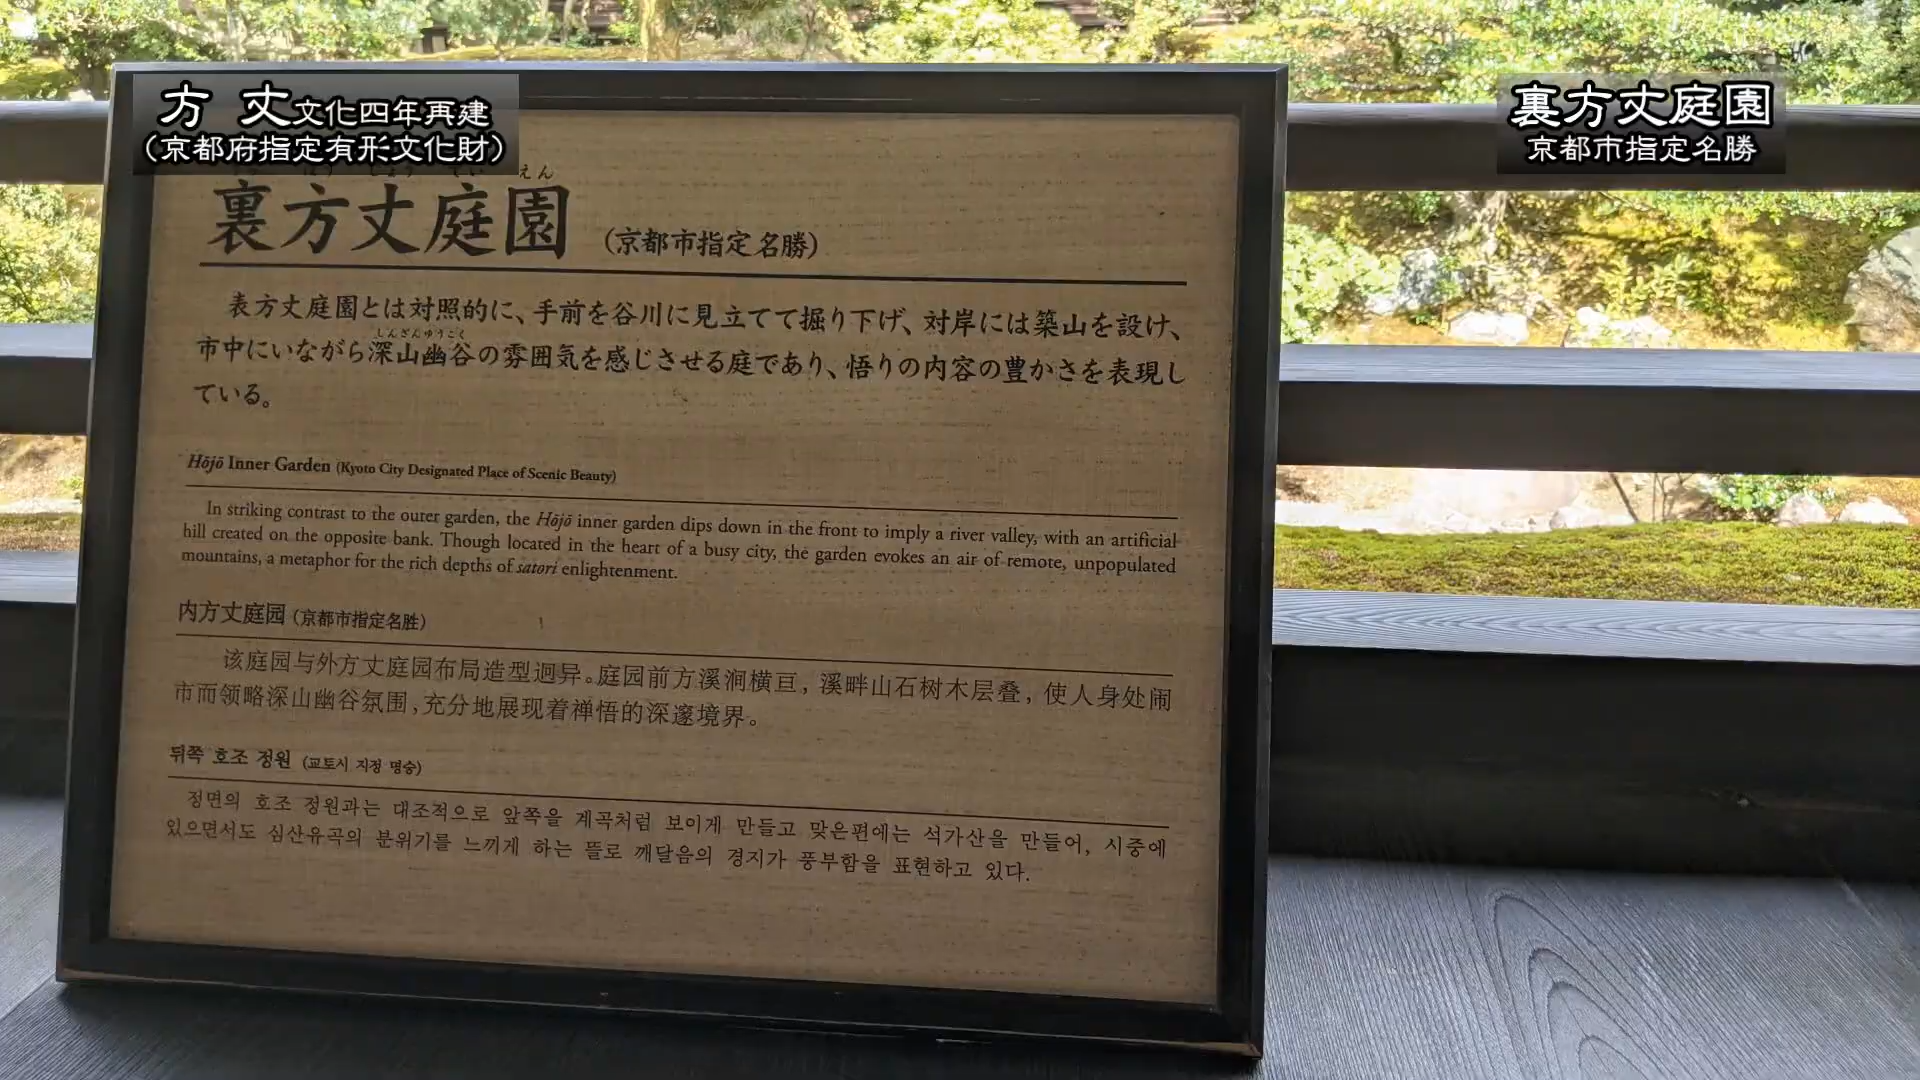 方 丈 文化四年再建
（京都府指定有形文化財）
裏方丈庭園
京都市指定名勝
えん
裏方丈庭園 （京都市指定名勝）
表方丈庭園とは対照的に、手前を谷川に見立てて掘り下げ、対岸には築山を設け、
しんざんゆうこく
市中にいながら深山幽谷の雰囲気を感じさせる庭であり、悟りの内容の豊かさを表現し
ている。
Hōjō Inner Garden (Kyoto City Designated Place of Scenic Beauty)
In striking contrast to the outer garden, the Hōjō inner garden dips down in the front to imply a river valley, with an artificial
hill created on the opposite bank. Though located in the heart of a busy city, the garden evokes an air of remote, unpopulated
mountains, a metaphor for the rich depths of satori enlightenment.
内方丈庭园（京都市指定名胜）
该庭园与外方丈庭园布局造型迥异。庭园前方溪涧横亘，溪畔山石树木层叠，使人身处闹
市而领略深山幽谷氛围，充分地展现着禅悟的深邃境界。
뒤쪽 호조 정원 (교토시 지정 명승)
정면의 호조 정원과는 대조적으로 앞쪽을 계곡처럼 보이게 만들고 맞은편에는 석가산을 만들어, 시중에
있으면서도 심산유곡의 분위기를 느끼게 하는 뜰로 깨달음의 경지가 풍부함을 표현하고 있다.